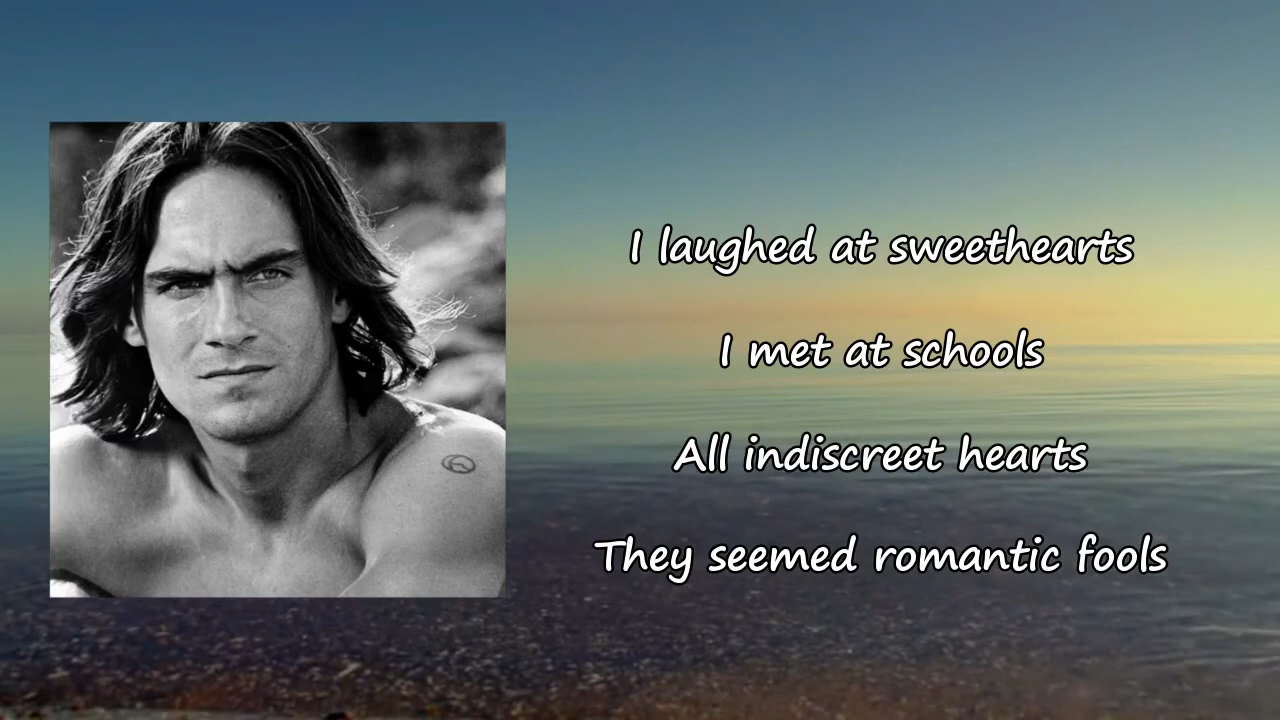 I laughed at sweethearts
I met at schools
All indiscreet hearts
They seemed romantic fools